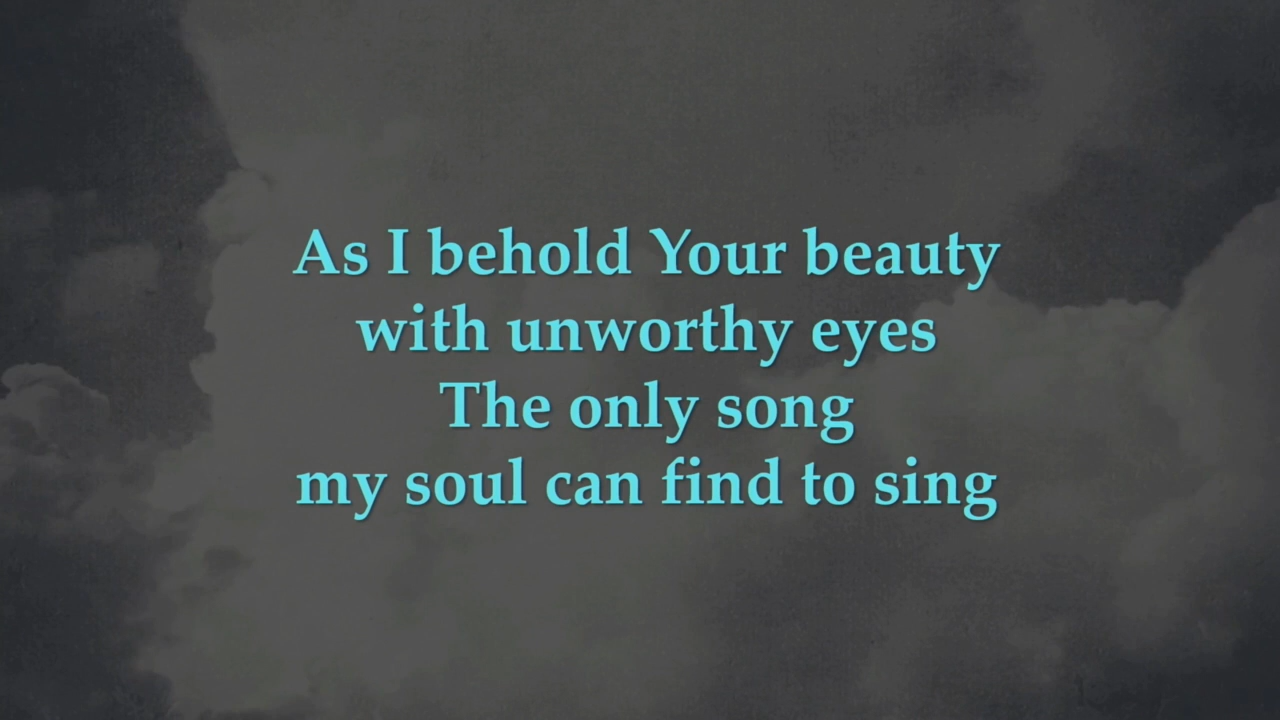 As I behold Your beauty
with unworthy eyes
The only song
my soul can find to sing